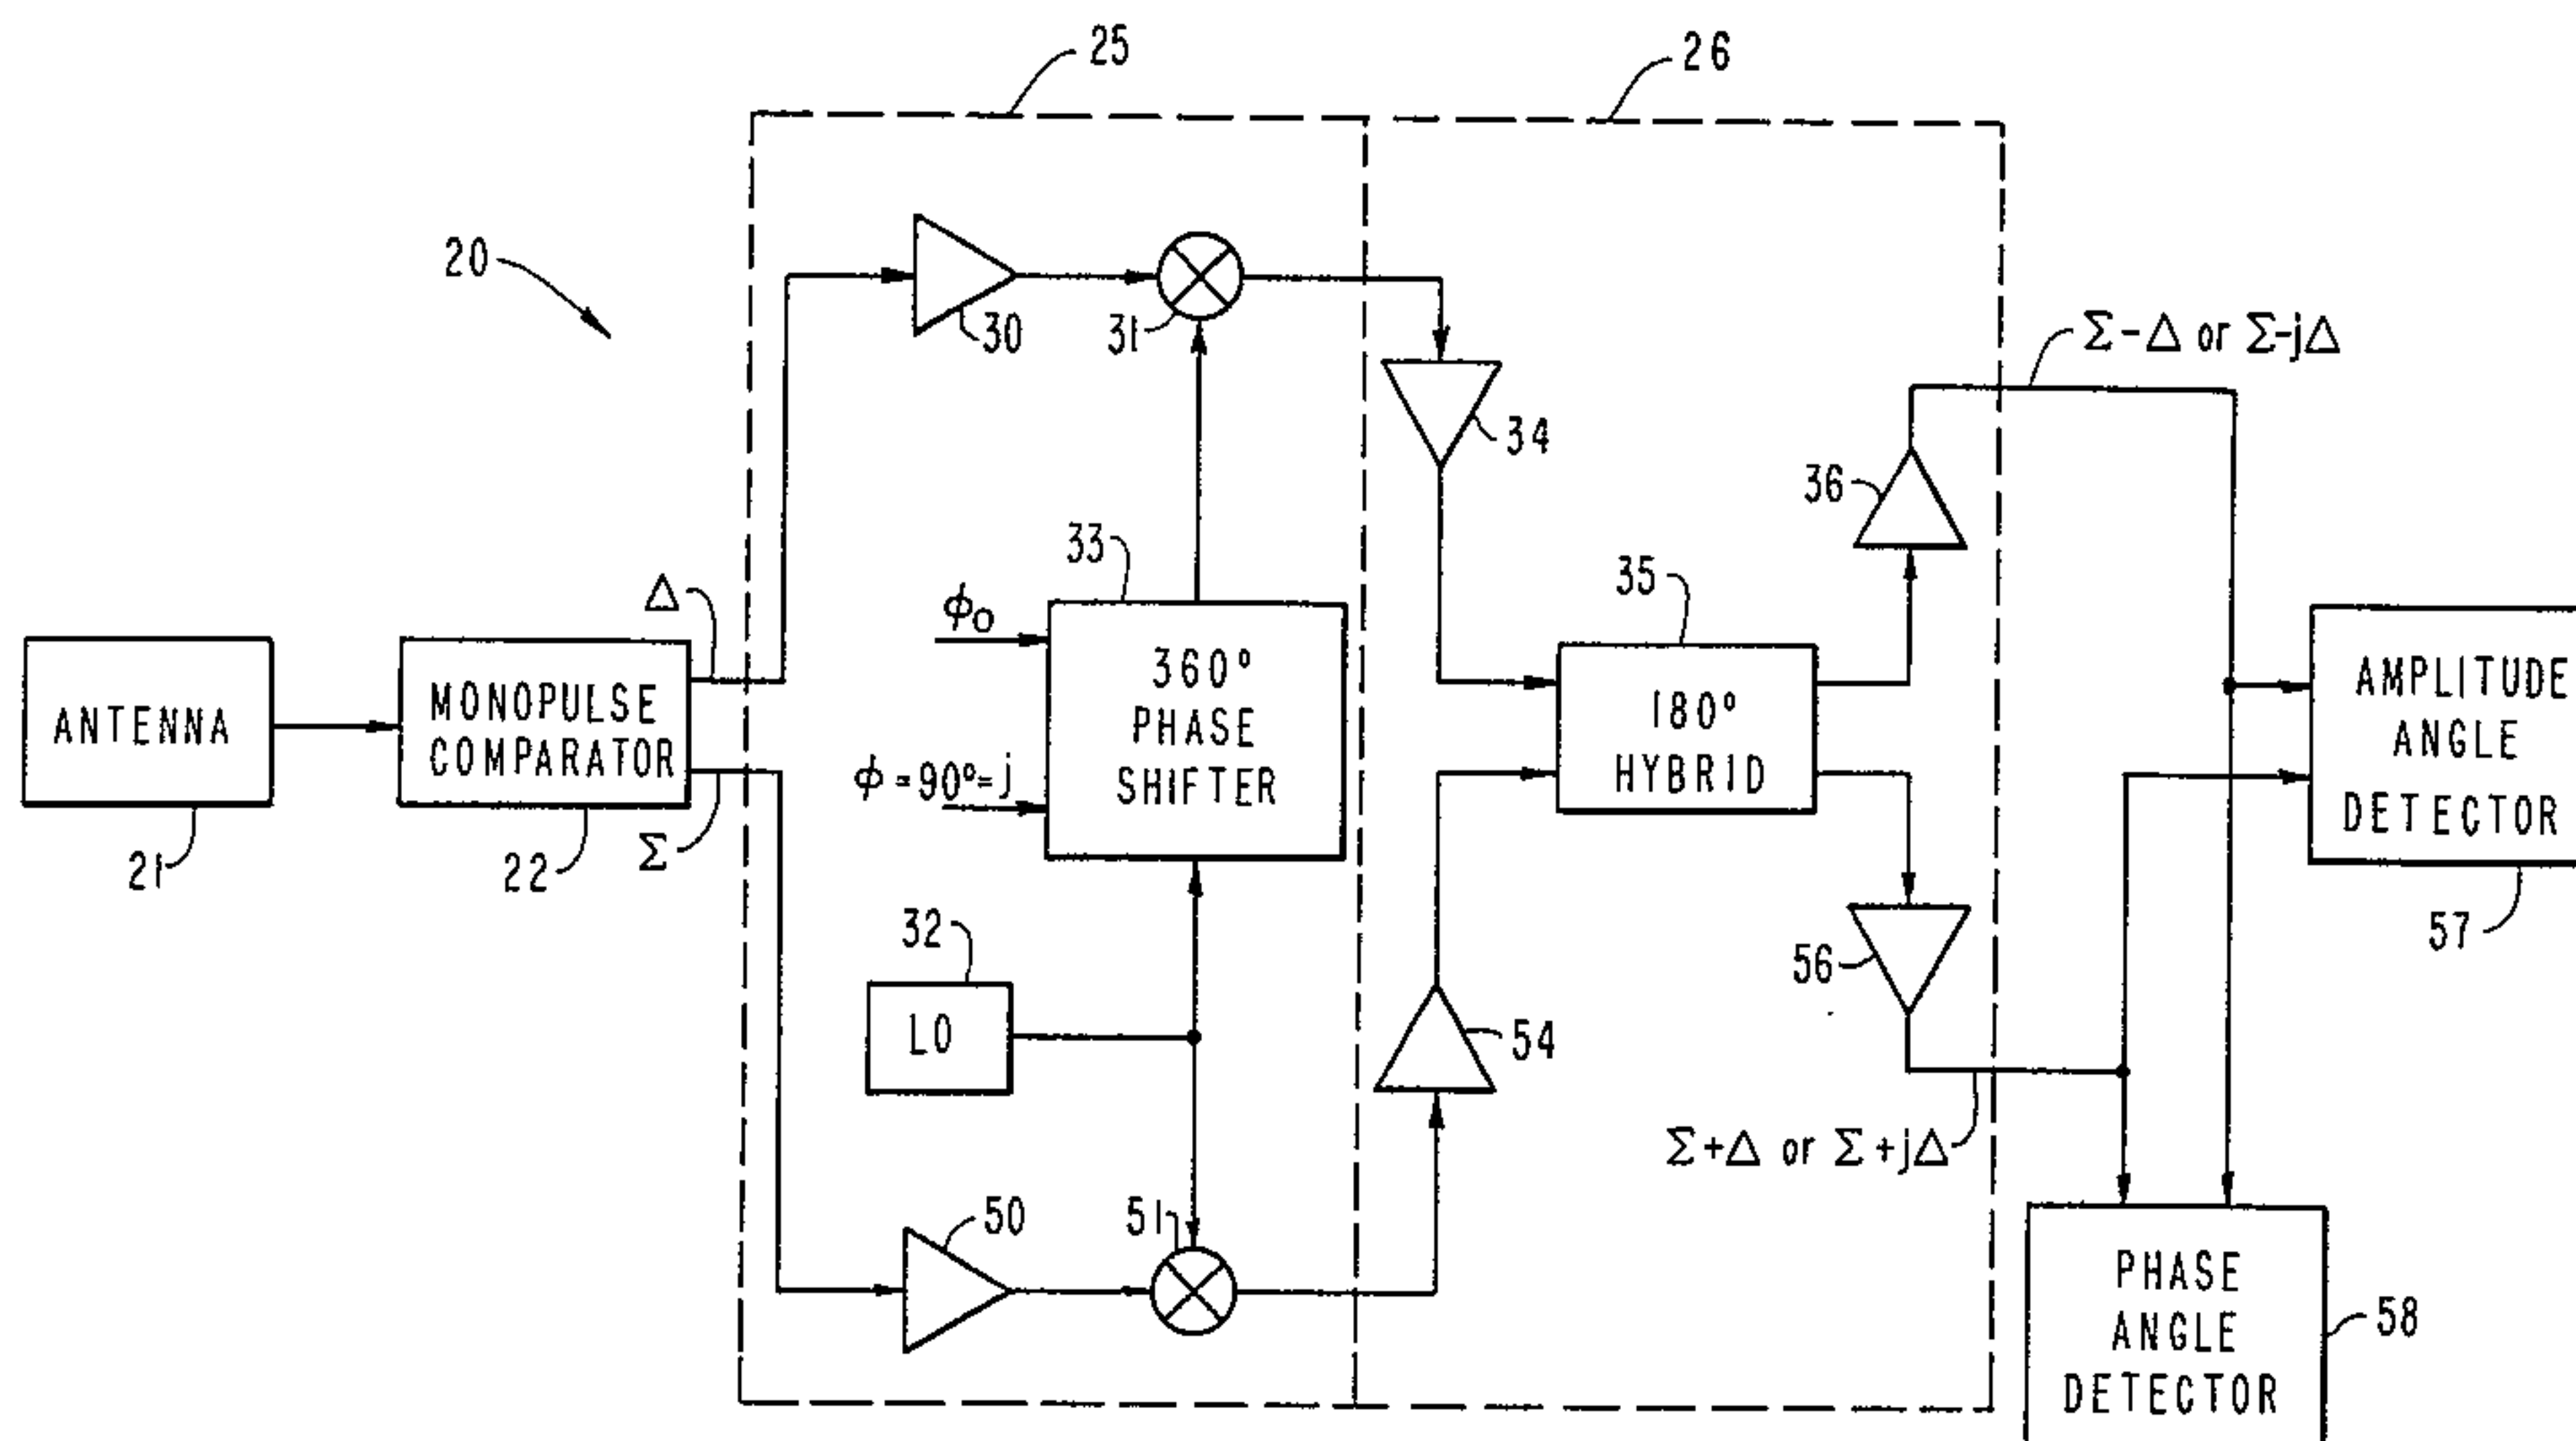 25
26
20
30
31
34
Σ-Δ or Σ-jΔ
36
33
35
Δ
ϕ₀
ANTENNA
21
MONOPULSE
COMPARATOR
22
Σ
ϕ=90°=j
360°
PHASE
SHIFTER
180°
HYBRID
AMPLITUDE
ANGLE
DETECTOR
57
32
LO
56
54
Σ+Δ or Σ+jΔ
50
51
PHASE
ANGLE
DETECTOR
58